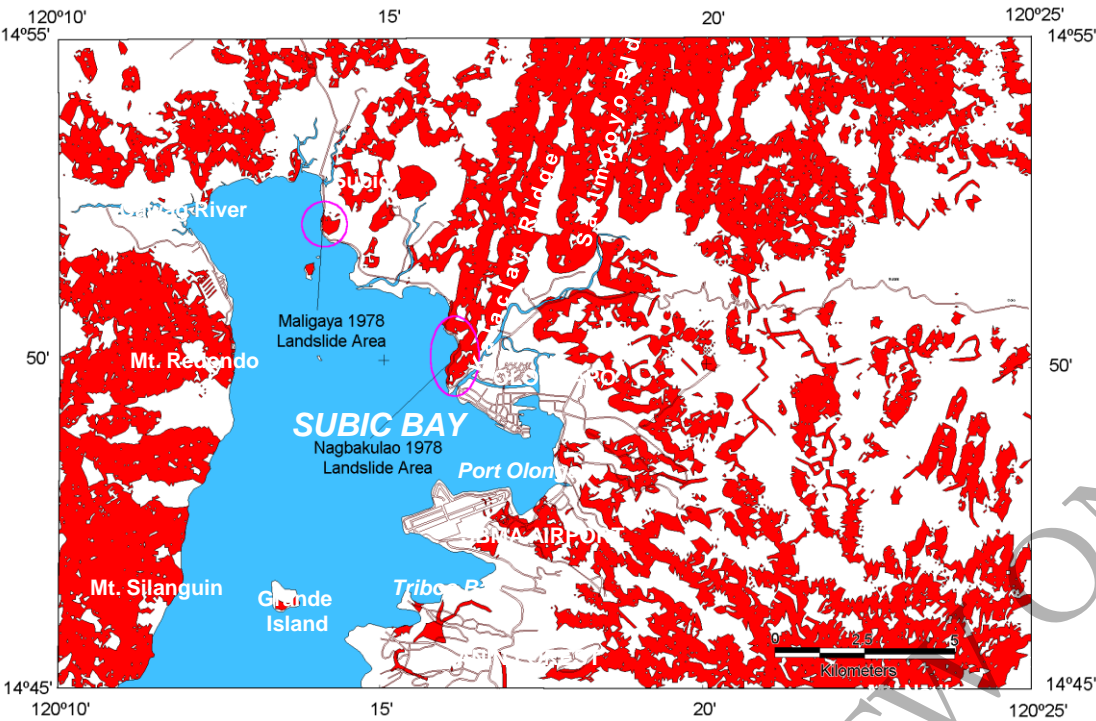 120º10'
15'
20'
120º25'
14º55'
14º55'
Subic
River
Maligaya 1978
Landslide Area
Ridge
50'
Mt. Redondo
50'
SUBIC BAY
Nagbakulao 1978
Landslide Area
Port Olon
AIRPORT
Mt. Silanguin
Grande
Island
0
2.5
5
Kilometers
14º45'
14º45'
120º10'
15'
20'
120º25'